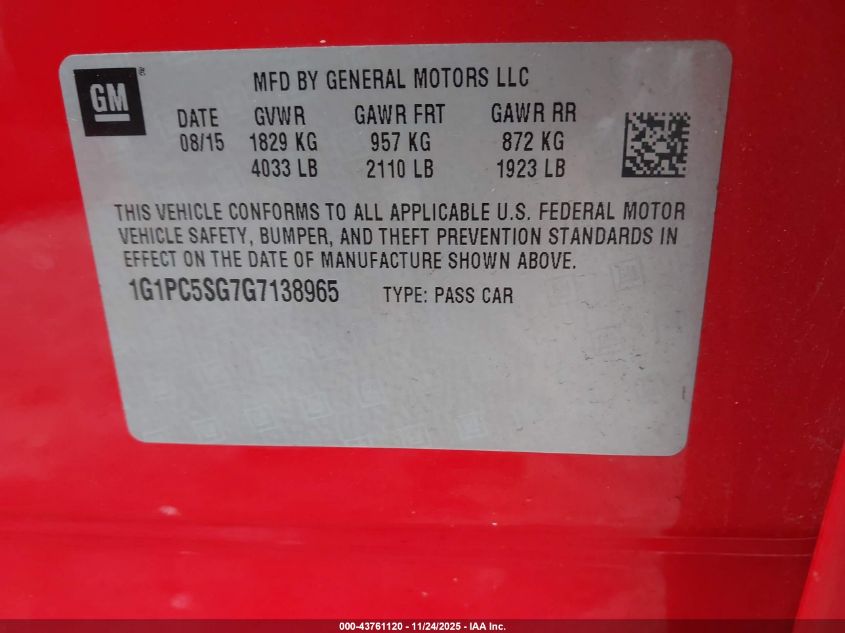 GM®
MFD BY GENERAL MOTORS LLC
DATE GVWR GAWR FRT GAWR RR
08/15 1829 KG 957 KG 872 KG
4033 LB 2110 LB 1923 LB
THIS VEHICLE CONFORMS TO ALL APPLICABLE U.S. FEDERAL MOTOR
VEHICLE SAFETY, BUMPER, AND THEFT PREVENTION STANDARDS IN
EFFECT ON THE DATE OF MANUFACTURE SHOWN ABOVE.
1G1PC5SG7G7138965 TYPE: PASS CAR
000-43761120 - 11/24/2025 - IAA Inc.